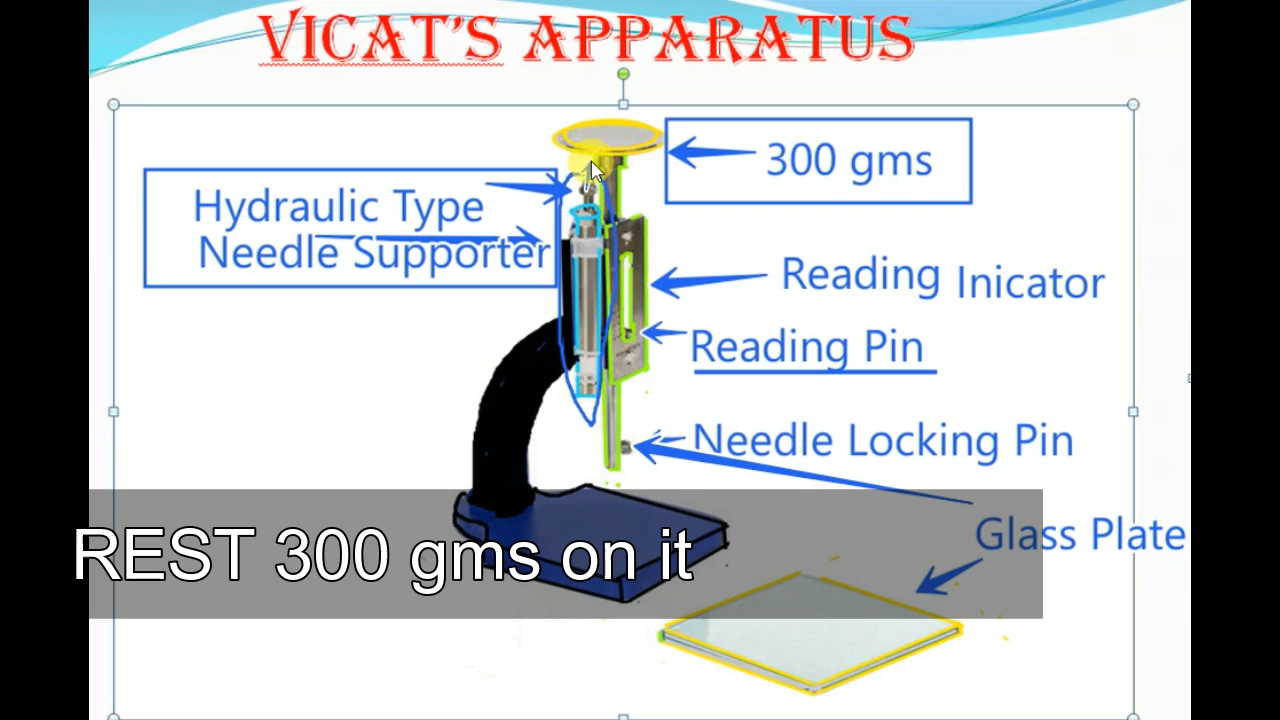 VICAT'S APPARATUS
300 gms
Hydraulic Type
Needle Supporter
Reading Inicator
Reading Pin
Needle Locking Pin
Glass Plate
REST 300 gms on it